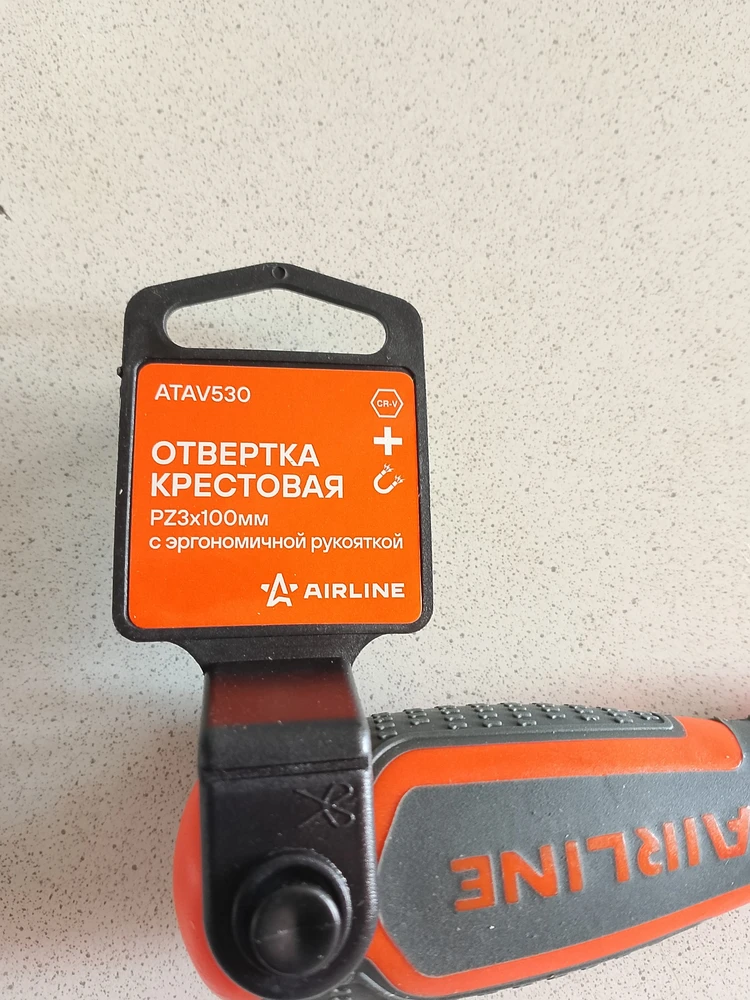 ATAV530
CR-V
ОТВЕРТКА
КРЕСТОВАЯ
PZ3x100мм
с эргономичной рукояткой
AIRLINE
AIRLINE